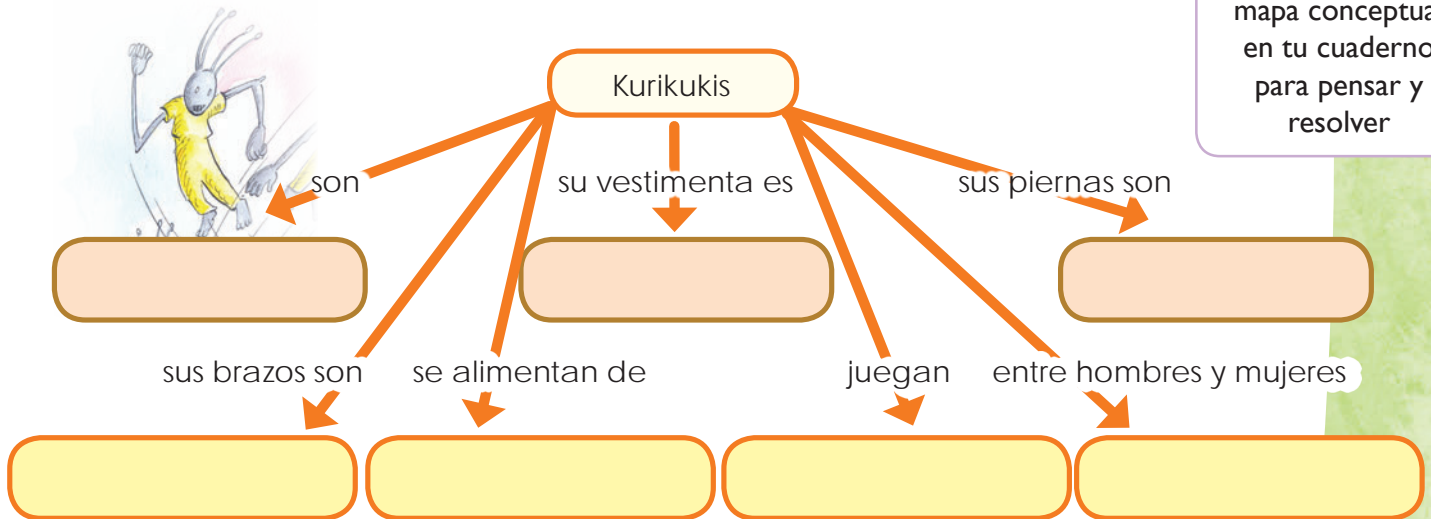 mapa conceptua
en tu cuaderno
para pensar y
resolver
Kurikukis
son
su vestimenta es
sus piernas son
sus brazos son
se alimentan de
juegan
entre hombres y mujeres